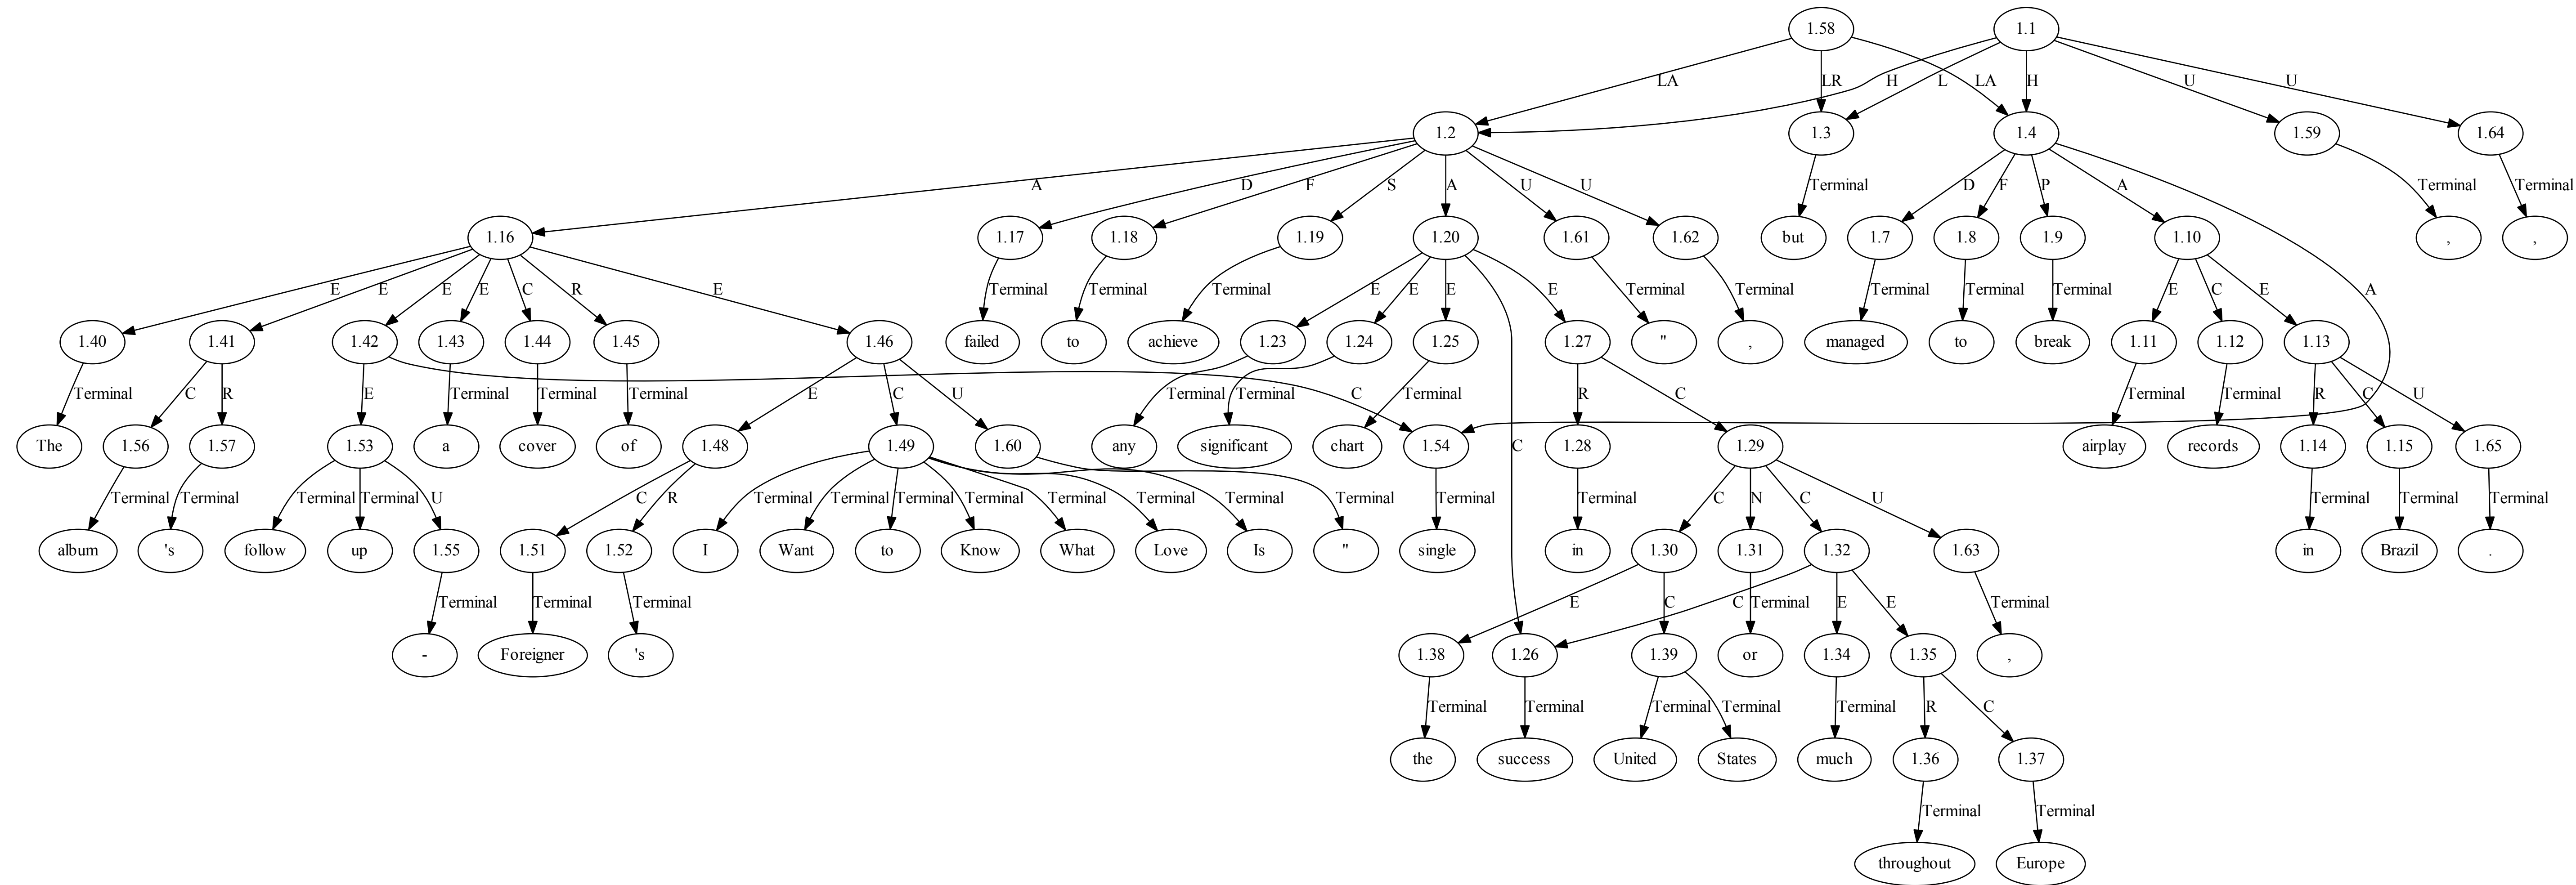 1.58 1.1
LA LR LA H L H U U
1.2 1.3 1.4 1.59 1.64
A D F S A U U Terminal D F P A A Terminal Terminal
1.16 1.17 1.18 1.19 1.20 1.61 1.62 but 1.7 1.8 1.9 1.10 , ,
E E E E C R E Terminal Terminal Terminal E E E E Terminal Terminal Terminal Terminal Terminal E C E
1.40 1.41 1.42 1.43 1.44 1.45 1.46 failed to achieve 1.23 1.24 1.25 1.27 " , managed to break 1.11 1.12 1.13
Terminal C R E Terminal Terminal Terminal E C U Terminal Terminal C Terminal R C Terminal Terminal R C U
The 1.56 1.57 1.53 a cover of 1.48 1.49 1.60 any significant chart 1.54 C 1.28 1.29 airplay records 1.14 1.15 1.65
Terminal Terminal Terminal Terminal U C R Terminal Terminal Terminal Terminal Terminal Terminal Terminal Terminal Terminal Terminal C N C U Terminal Terminal Terminal
album 's follow up 1.55 1.51 1.52 I Want to Know What Love Is " single in 1.30 1.31 1.32 1.63 in Brazil .
Terminal Terminal Terminal E C C Terminal E E Terminal
- Foreigner 's 1.38 1.26 1.39 or 1.34 1.35 ,
Terminal Terminal Terminal Terminal Terminal R C
the success United States much 1.36 1.37
Terminal Terminal
throughout Europe